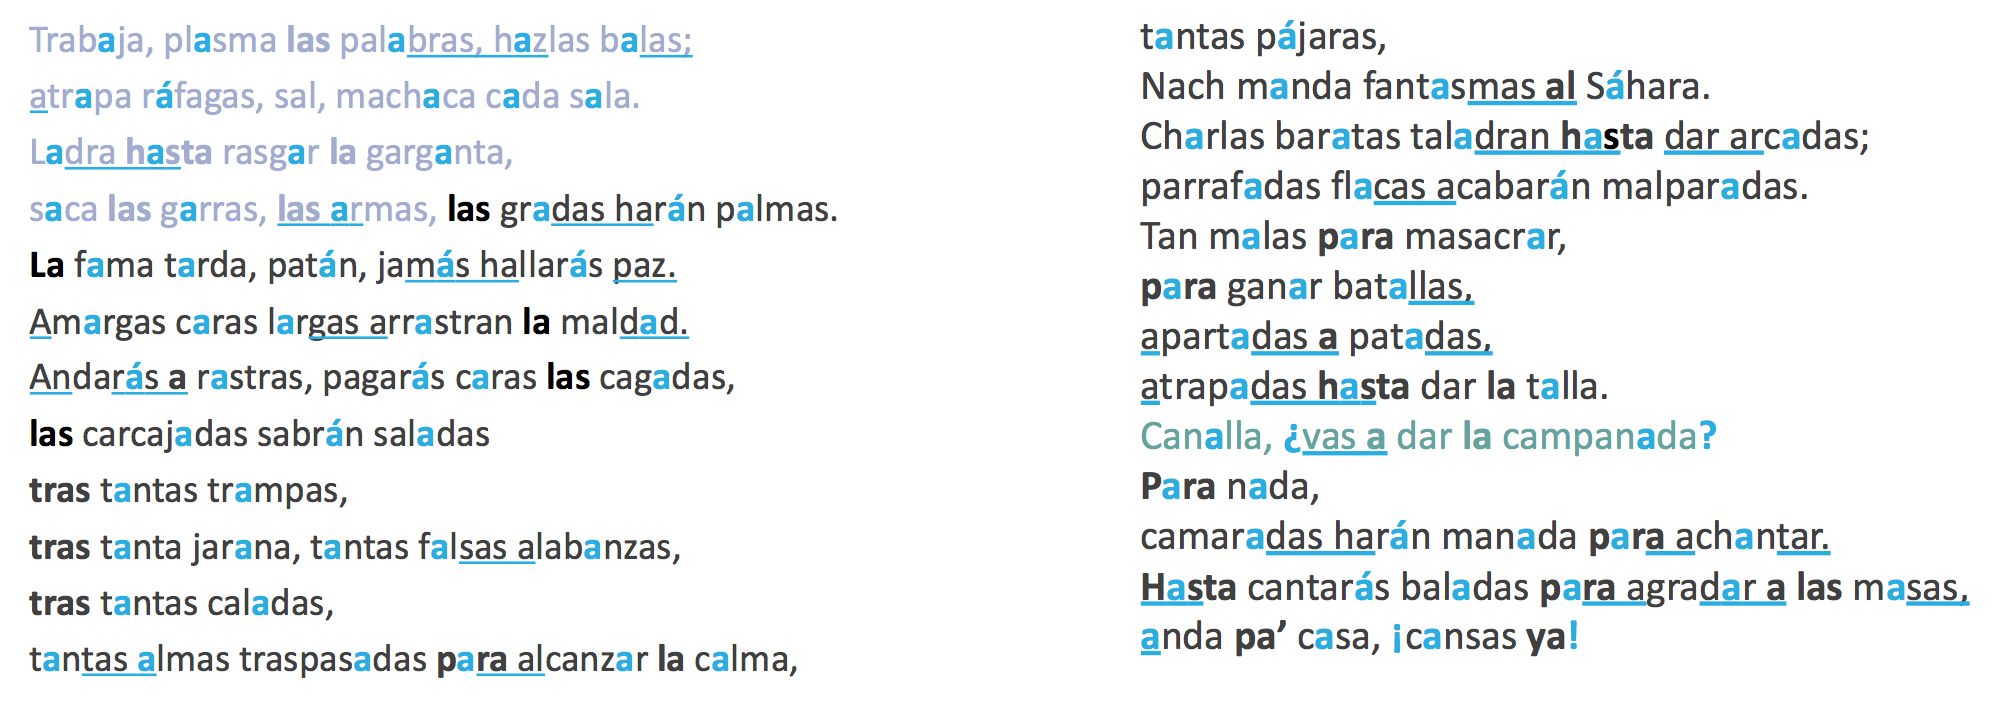 Trabaja, plasma las palabras, hazlas balas;
atrapa ráfagas, sal, machaca cada sala.
Ladra hasta rasgar la garganta,
saca las garras, las armas, las gradas harán palmas.
La fama tarda, patán, jamás hallarás paz.
Amargas caras largas arrastran la maldad.
Andarás a rastras, pagarás caras las cagadas,
las carcajadas sabrán saladas
tras tantas trampas,
tras tanta jarana, tantas falsas alabanzas,
tras tantas caladas,
tantas almas traspasadas para alcanzar la calma,
tantas pájaras,
Nach manda fantasmas al Sáhara.
Charlas baratas taladran hasta dar arcadas;
parrafadas flacas acabarán malparadas.
Tan malas para masacrar,
para ganar batallas,
apartadas a patadas,
atrapadas hasta dar la talla.
Canalla, ¿vas a dar la campanada?
Para nada,
camaradas harán manada para achantar.
Hasta cantarás baladas para agradar a las masas,
anda pa’ casa, ¡cansas ya!